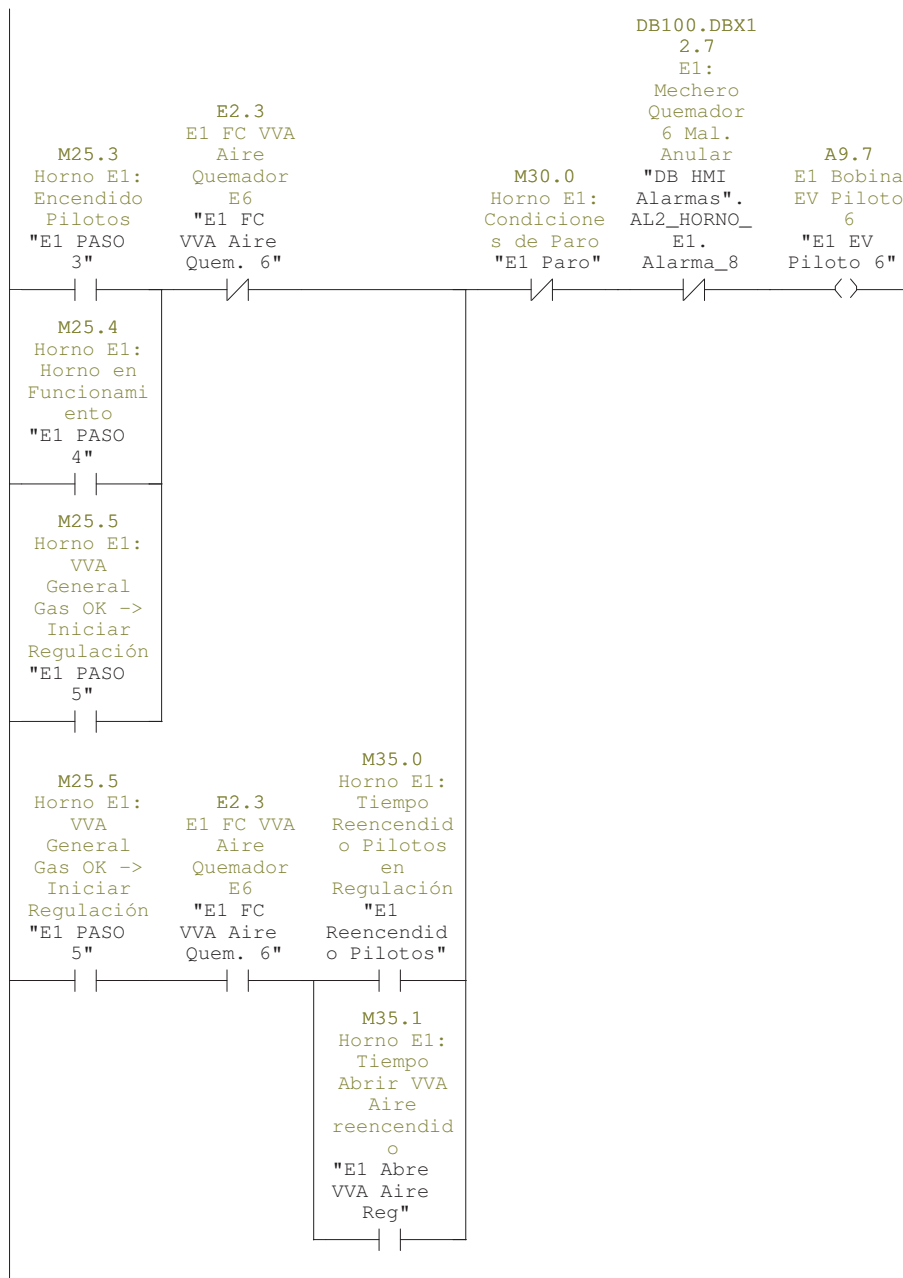 M25.3
Horno E1:
Encendido
Pilotos
"E1 PASO
3"
E2.3
E1 FC VVA
Aire
Quemador
E6
"E1 FC
VVA Aire
Quem. 6"
M30.0
Horno E1:
Condicione
s de Paro
"E1 Paro"
DB100.DBX1
2.7
E1:
Mechero
Quemador
6 Mal.
Anular
"DB HMI
Alarmas".
AL2_HORNO_
E1.
Alarma_8
A9.7
E1 Bobina
EV Piloto
6
"E1 EV
Piloto 6"
M25.4
Horno E1:
Horno en
Funcionami
ento
"E1 PASO
4"
M25.5
Horno E1:
VVA
General
Gas OK ->
Iniciar
Regulación
"E1 PASO
5"
M25.5
Horno E1:
VVA
General
Gas OK ->
Iniciar
Regulación
"E1 PASO
5"
E2.3
E1 FC VVA
Aire
Quemador
E6
"E1 FC
VVA Aire
Quem. 6"
M35.0
Horno E1:
Tiempo
Reencendid
o Pilotos
en
Regulación
"E1
Reencendid
o Pilotos"
M35.1
Horno E1:
Tiempo
Abrir VVA
Aire
reencendid
o
"E1 Abre
VVA Aire
Reg"